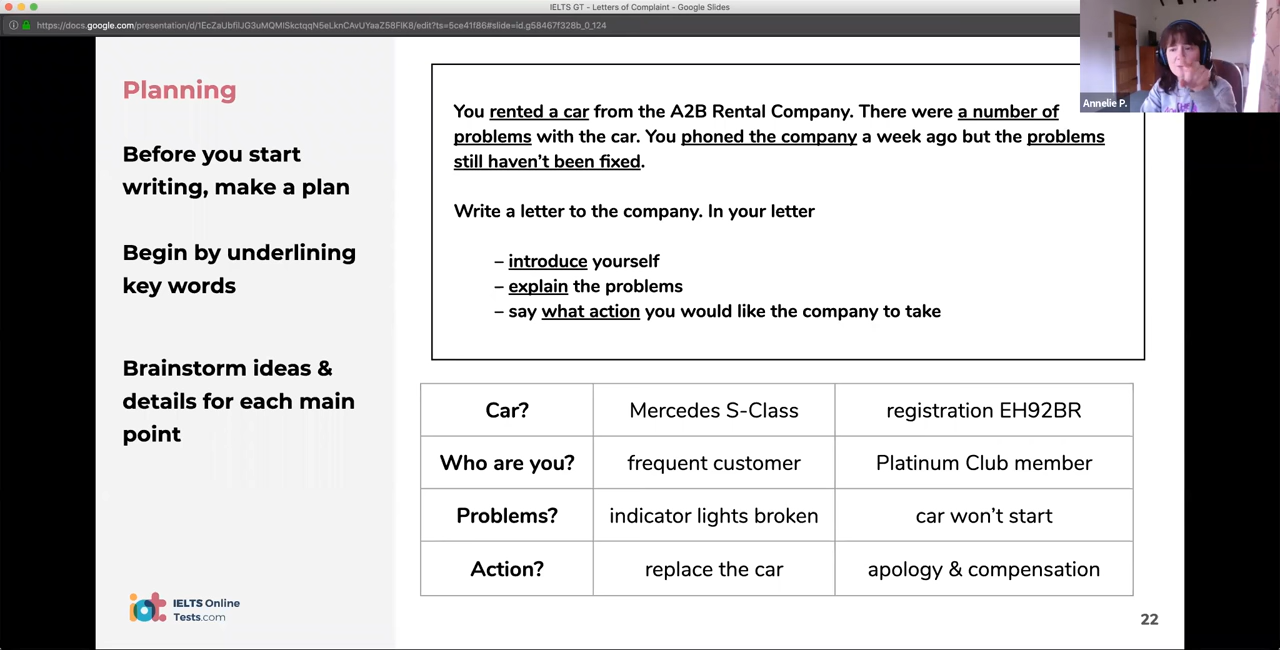 IELTS GT - Letters of Complaint - Google Slides
Planning
Before you start
writing, make a plan
Begin by underlining
key words
Brainstorm ideas &
details for each main
point
You rented a car from the A2B Rental Company. There were a number of
problems with the car. You phoned the company a week ago but the problems
still haven't been fixed.
Write a letter to the company. In your letter
– introduce yourself
– explain the problems
– say what action you would like the company to take
Car? Mercedes S-Class registration EH92BR
Who are you? frequent customer Platinum Club member
Problems? indicator lights broken car won't start
Action? replace the car apology & compensation
iot IELTS Online
Tests.com
22
Annelie P.